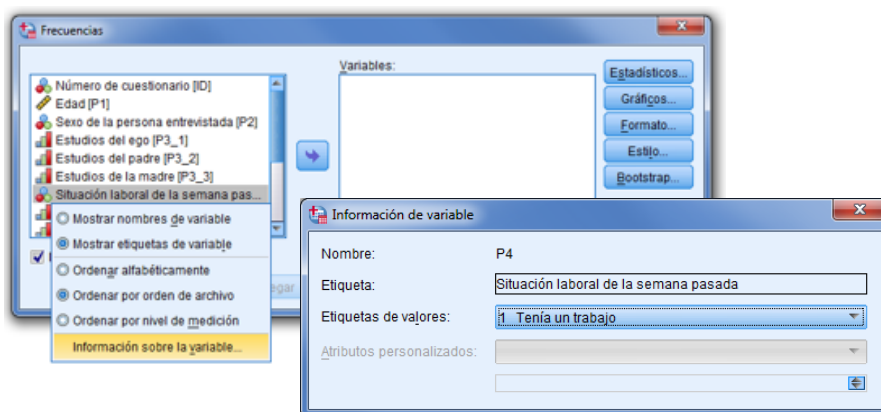 Frecuencias
Variables:
Número de cuestionario [ID]
Edad [P1]
Sexo de la persona entrevistada [P2]
Estudios del ego [P3_1]
Estudios del padre [P3_2]
Estudios de la madre [P3_3]
Situación laboral de la semana pas...
Estadísticos...
Gráficos...
Formato...
Estilo...
Bootstrap...
Mostrar nombres de variable
Mostrar etiquetas de variable
Ordenar alfabéticamente
Ordenar por orden de archivo
Ordenar por nivel de medición
Información sobre la variable...
Información de variable
Nombre: P4
Etiqueta: Situación laboral de la semana pasada
Etiquetas de valores: 1 Tenía un trabajo
Atributos personalizados: